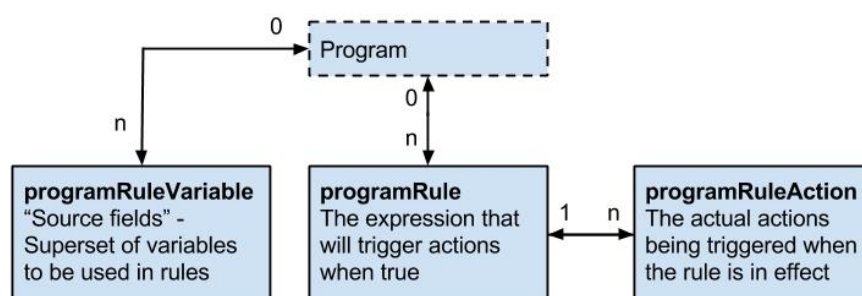 0
Program
0
n
n
programRuleVariable
“Source fields” -
Superset of variables
to be used in rules
programRule
The expression that
will trigger actions
when true
1 n
programRuleAction
The actual actions
being triggered when
the rule is in effect